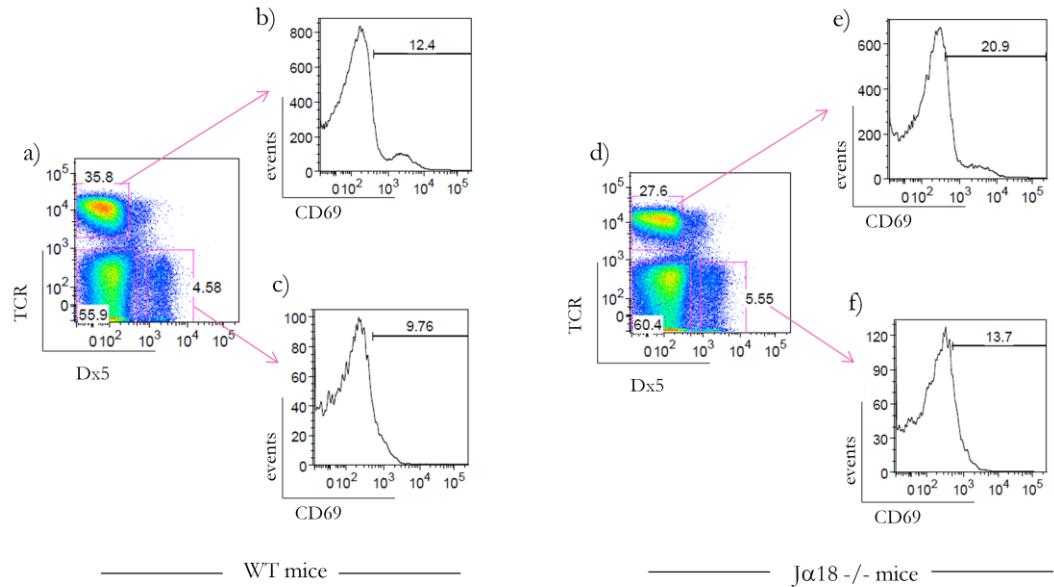 a)
35.8
10⁵
10⁴
10³
10²
0
55.9
4.58
0 10² 10³ 10⁴ 10⁵
TCR
Dx5
b)
12.4
800
600
400
200
0
0 10² 10³ 10⁴ 10⁵
events
CD69
c)
9.76
100
80
60
40
20
0
0 10² 10³ 10⁴ 10⁵
events
CD69
WT mice
d)
27.6
10⁵
10⁴
10³
10²
0
60.4
5.55
0 10² 10³ 10⁴ 10⁵
TCR
Dx5
e)
20.9
600
400
200
0
0 10² 10³ 10⁴ 10⁵
events
CD69
f)
13.7
120
90
60
30
0
0 10² 10³ 10⁴ 10⁵
events
CD69
Jα18 -/- mice